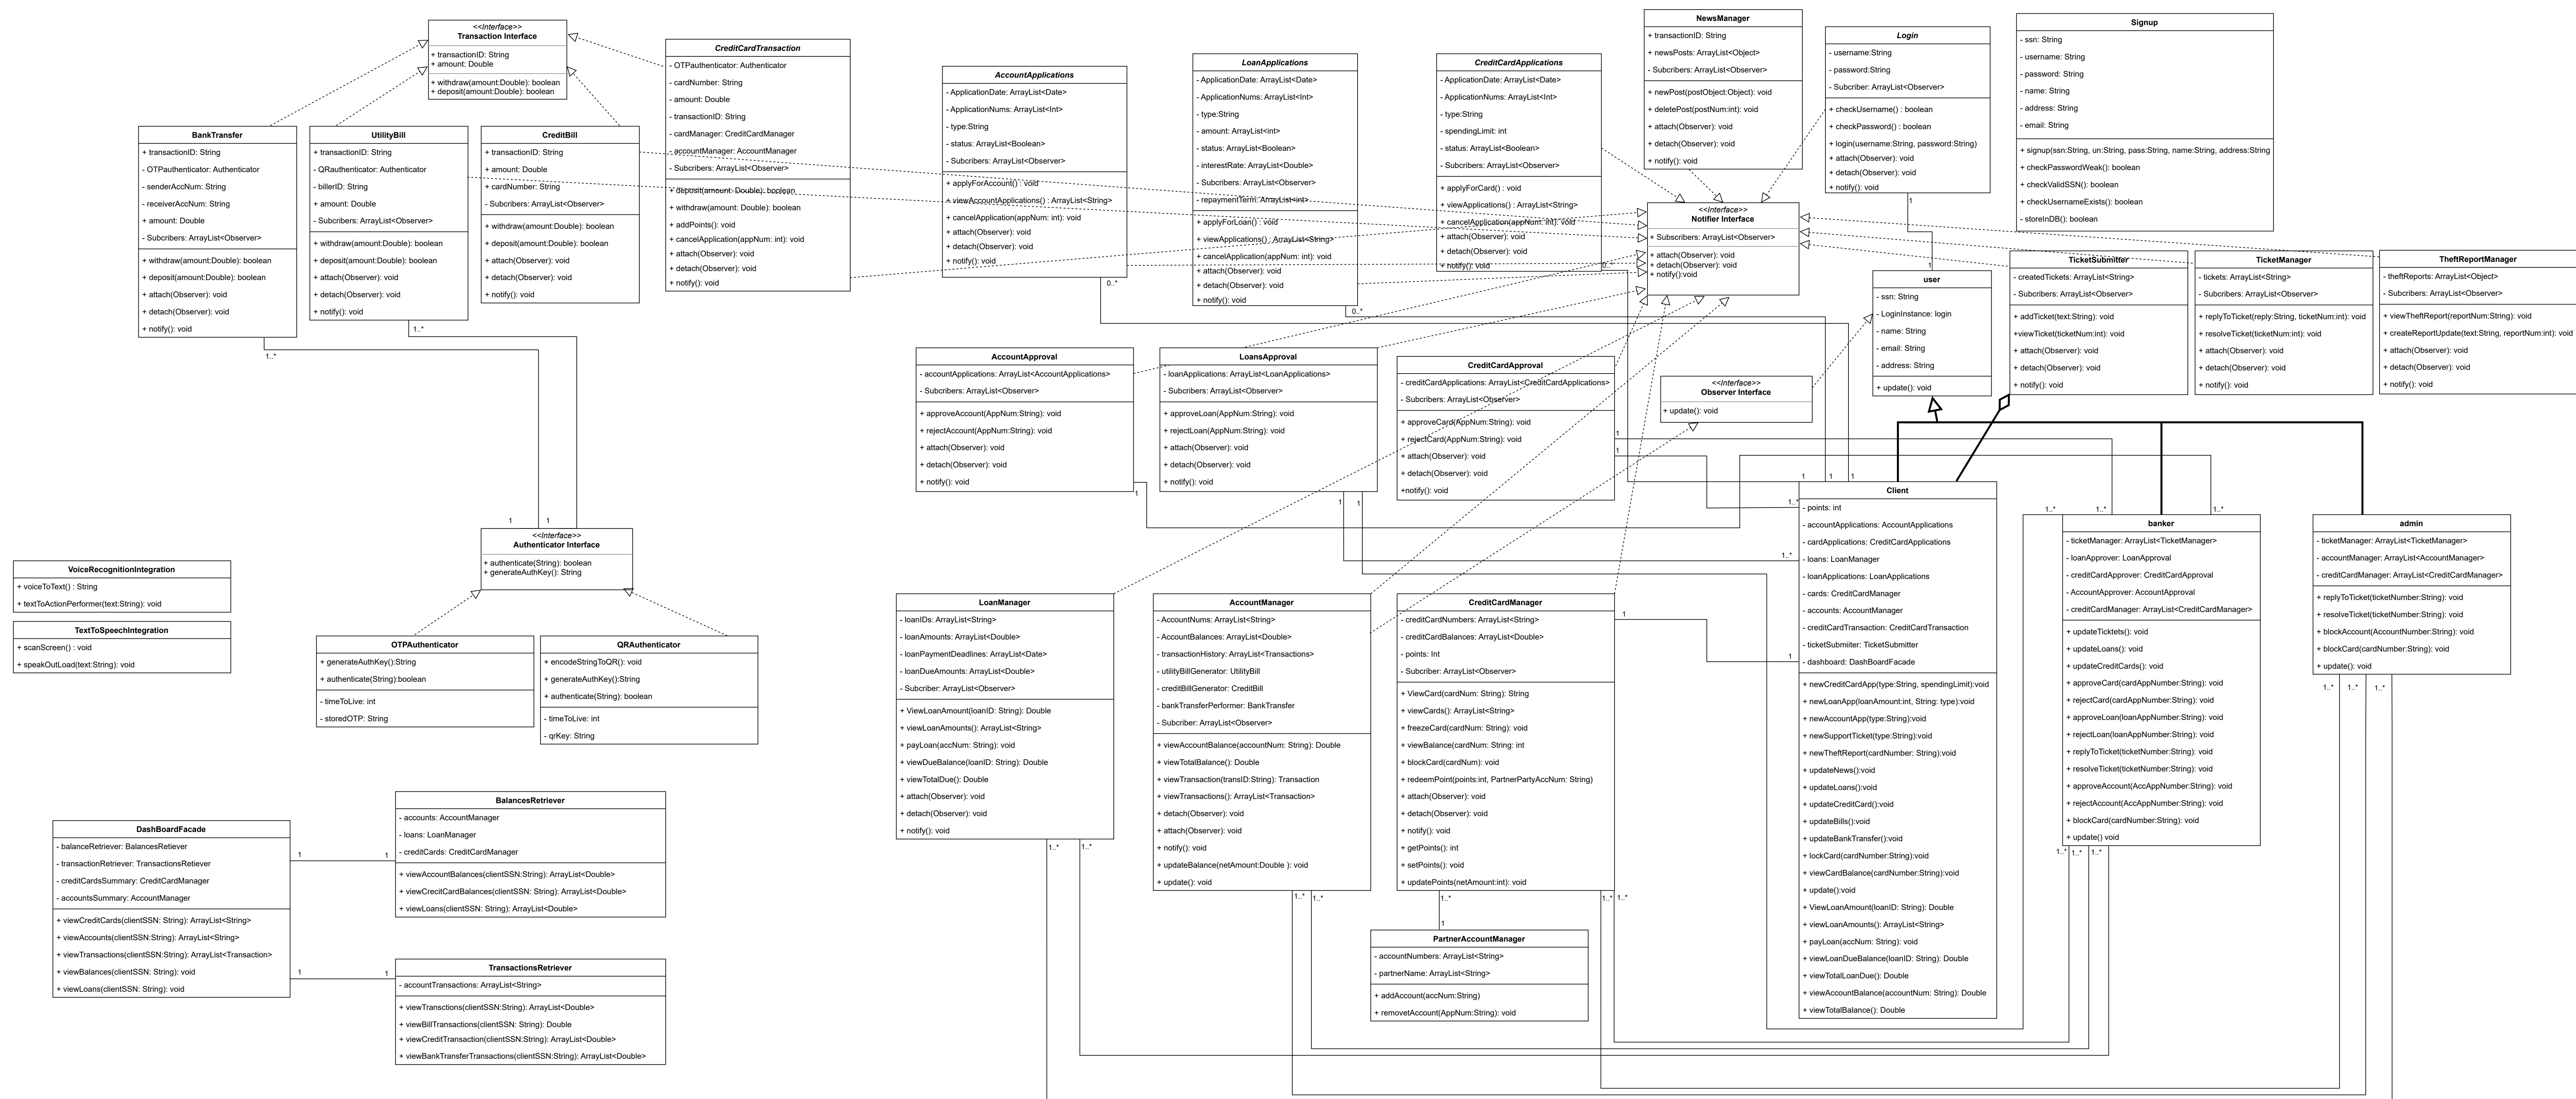 <<Interface>>
Transaction Interface
+ transactionID: String
+ amount: Double
+ withdraw(amount:Double): boolean
+ deposit(amount:Double): boolean
BankTransfer
+ transactionID: String
- OTPauthenticator: Authenticator
- senderAccNum: String
- receiverAccNum: String
+ amount: Double
- Subcribers: ArrayList<Observer>
+ withdraw(amount:Double): boolean
+ deposit(amount:Double): boolean
+ attach(Observer): void
+ detach(Observer): void
+ notify(): void
1..*
UtilityBill
+ transactionID: String
- QRauthenticator: Authenticator
- billerID: String
+ amount: Double
- Subcribers: ArrayList<Observer>
+ withdraw(amount:Double): boolean
+ deposit(amount:Double): boolean
+ attach(Observer): void
+ detach(Observer): void
+ notify(): void
1..*
CreditBill
+ transactionID: String
+ amount: Double
+ cardNumber: String
- Subcribers: ArrayList<Observer>
+ withdraw(amount:Double): boolean
+ deposit(amount:Double): boolean
+ attach(Observer): void
+ detach(Observer): void
+ notify(): void
CreditCardTransaction
- OTPauthenticator: Authenticator
- cardNumber: String
- amount: Double
- transactionID: String
- cardManager: CreditCardManager
- accountManager: AccountManager
- Subcribers: ArrayList<Observer>
+ deposit(amount: Double): boolean
+ withdraw(amount: Double): boolean
+ addPoints(): void
+ cancelApplication(appNum: int): void
+ attach(Observer): void
+ detach(Observer): void
+ notify(): void
AccountApplications
- ApplicationDate: ArrayList<Date>
- ApplicationNums: ArrayList<Int>
- type:String
- status: ArrayList<Boolean>
- Subcribers: ArrayList<Observer>
+ applyForAccount() : void
+ viewAccountApplications() : ArrayList<String>
+ cancelApplication(appNum: int): void
+ attach(Observer): void
+ detach(Observer): void
+ notify(): void
0..*
LoanApplications
- ApplicationDate: ArrayList<Date>
- ApplicationNums: ArrayList<Int>
- type:String
- amount: ArrayList<int>
- status: ArrayList<Boolean>
- interestRate: ArrayList<Double>
- Subcribers: ArrayList<Observer>
- repaymentTerm: ArrayList<int>
+ applyForLoan() : void
+ viewApplications() : ArrayList<String>
+ cancelApplication(appNum: int): void
+ attach(Observer): void
+ detach(Observer): void
+ notify(): void
0..*
CreditCardApplications
- ApplicationDate: ArrayList<Date>
- ApplicationNums: ArrayList<Int>
- type:String
- spendingLimit: int
- status: ArrayList<Boolean>
- Subcribers: ArrayList<Observer>
+ applyForCard() : void
+ viewApplications() : ArrayList<String>
+ cancelApplication(appNum: int): void
+ attach(Observer): void
+ detach(Observer): void
+ notify(): void
NewsManager
+ transactionID: String
+ newsPosts: ArrayList<Object>
- Subcribers: ArrayList<Observer>
+ newPost(postObject:Object): void
+ deletePost(postNum:int): void
+ attach(Observer): void
+ detach(Observer): void
+ notify(): void
Login
- username:String
- password:String
- Subcriber: ArrayList<Observer>
+ checkUsername() : boolean
+ checkPassword() : boolean
+ login(username:String, password:String)
+ attach(Observer): void
+ detach(Observer): void
+ notify(): void
1
1
Signup
- ssn: String
- username: String
- password: String
- name: String
- address: String
- email: String
+ signup(ssn:String, un:String, pass:String, name:String, address:String
+ checkPasswordWeak(): boolean
+ checkValidSSN(): boolean
+ checkUsernameExists(): boolean
- storeInDB(): boolean
<<Interface>>
Notifier Interface
+ Subscribers: ArrayList<Observer>
+ attach(Observer): void
+ detach(Observer): void
+ notify():void
user
- ssn: String
- LoginInstance: login
- name: String
- email: String
- address: String
+ update(): void
TicketSubmitter
- createdTickets: ArrayList<String>
- Subcribers: ArrayList<Observer>
+ addTicket(text:String): void
+viewTicket(ticketNum:int): void
+ attach(Observer): void
+ detach(Observer): void
+ notify(): void
TicketManager
- tickets: ArrayList<String>
- Subcribers: ArrayList<Observer>
+ replyToTicket(reply:String, ticketNum:int): void
+ resolveTicket(ticketNum:int): void
+ attach(Observer): void
+ detach(Observer): void
+ notify(): void
TheftReportManager
- theftReports: ArrayList<Object>
- Subcribers: ArrayList<Observer>
+ viewTheftReport(reportNum:String): void
+ createReportUpdate(text:String, reportNum:int): void
+ attach(Observer): void
+ detach(Observer): void
+ notify(): void
AccountApproval
- accountApplications: ArrayList<AccountApplications>
- Subcribers: ArrayList<Observer>
+ approveAccount(AppNum:String): void
+ rejectAccount(AppNum:String): void
+ attach(Observer): void
+ detach(Observer): void
+ notify(): void
1
LoansApproval
- loanApplications: ArrayList<LoanApplications>
- Subcribers: ArrayList<Observer>
+ approveLoan(AppNum:String): void
+ rejectLoan(AppNum:String): void
+ attach(Observer): void
+ detach(Observer): void
+ notify(): void
1
1
CreditCardApproval
- creditCardApplications: ArrayList<CreditCardApplications>
- Subcribers: ArrayList<Observer>
+ approveCard(AppNum:String): void
+ rejectCard(AppNum:String): void
+ attach(Observer): void
+ detach(Observer): void
+notify(): void
1
1
<<Interface>>
Observer Interface
+ update(): void
1
1
1
1..*
1..*
1
Client
- points: int
- accountApplications: AccountApplications
- cardApplications: CreditCardApplications
- loans: LoanManager
- loanApplications: LoanApplications
- cards: CreditCardManager
- accounts: AccountManager
- creditCardTransaction: CreditCardTransaction
- ticketSubmiiter: TicketSubmitter
- dashboard: DashBoardFacade
+ newCreditCardApp(type:String, spendingLimit):void
+ newLoanApp(loanAmount:int, String: type):void
+ newAccountApp(type:String):void
+ newSupportTicket(type:String):void
+ newTheftReport(cardNumber: String):void
+ updateNews():void
+ updateLoans():void
+ updateCreditCard():void
+ updateBills():void
+ updateBankTransfer():void
+ lockCard(cardNumber:String):void
+ viewCardBalance(cardNumber:String):void
+ update():void
+ ViewLoanAmount(loanID: String): Double
+ viewLoanAmounts(): ArrayList<String>
+ payLoan(accNum: String): void
+ viewLoanDueBalance(loanID: String): Double
+ viewTotalLoanDue(): Double
+ viewAccountBalance(accountNum: String): Double
+ viewTotalBalance(): Double
1..*
1..*
1..*
banker
- ticketManager: ArrayList<TicketManager>
- loanApprover: LoanApproval
- creditCardApprover: CreditCardApproval
- AccountApprover: AccountApproval
- creditCardManager: ArrayList<CreditCardManager>
+ updateTicktets(): void
+ updateLoans(): void
+ updateCreditCards(): void
+ approveCard(cardAppNumber:String): void
+ rejectCard(cardAppNumber:String): void
+ approveLoan(loanAppNumber:String): void
+ rejectLoan(loanAppNumber:String): void
+ replyToTicket(ticketNumber:String): void
+ resolveTicket(ticketNumber:String): void
+ approveAccount(AccAppNumber:String): void
+ rejectAccount(AccAppNumber:String): void
+ blockCard(cardNumber:String): void
+ update() void
1..*
1..*
1..*
admin
- ticketManager: ArrayList<TicketManager>
- accountManager: ArrayList<AccountManager>
- creditCardManager: ArrayList<CreditCardManager>
+ replyToTicket(ticketNumber:String): void
+ resolveTicket(ticketNumber:String): void
+ blockAccount(AccountNumber:String): void
+ blockCard(cardNumber:String): void
+ update(): void
1..*
1..*
1..*
1
1
<<Interface>>
Authenticator Interface
+ authenticate(String): boolean
+ generateAuthKey(): String
VoiceRecognitionIntegration
+ voiceToText() : String
+ textToActionPerformer(text:String): void
TextToSpeechIntegration
+ scanScreen() : void
+ speakOutLoad(text:String): void
OTPAuthenticator
+ generateAuthKey():String
+ authenticate(String):boolean
- timeToLive: int
- storedOTP: String
QRAuthenticator
+ encodeStringToQR(): void
+ generateAuthKey():String
+ authenticate(String): boolean
- timeToLive: int
- qrKey: String
LoanManager
- loanIDs: ArrayList<String>
- loanAmounts: ArrayList<Double>
- loanPaymentDeadlines: ArrayList<Date>
- loanDueAmounts: ArrayList<Double>
- Subcriber: ArrayList<Observer>
+ ViewLoanAmount(loanID: String): Double
+ viewLoanAmounts(): ArrayList<String>
+ payLoan(accNum: String): void
+ viewDueBalance(loanID: String): Double
+ viewTotalDue(): Double
+ attach(Observer): void
+ detach(Observer): void
+ notify(): void
1..*
1..*
AccountManager
- AccountNums: ArrayList<String>
- AccountBalances: ArrayList<Double>
- transactionHistory: ArrayList<Transactions>
- utilityBillGenerator: UtilityBill
- creditBillGenerator: CreditBill
- bankTransferPerformer: BankTransfer
- Subcriber: ArrayList<Observer>
+ viewAccountBalance(accountNum: String): Double
+ viewTotalBalance(): Double
+ viewTransaction(transID:String): Transaction
+ viewTransactions(): ArrayList<Transaction>
+ detach(Observer): void
+ attach(Observer): void
+ notify(): void
+ updateBalance(netAmount:Double ): void
+ update(): void
1..*
1..*
CreditCardManager
- creditCardNumbers: ArrayList<String>
- creditCardBalances: ArrayList<Double>
- points: Int
- Subcriber: ArrayList<Observer>
+ ViewCard(cardNum: String): String
+ viewCards(): ArrayList<String>
+ freezeCard(cardNum: String): void
+ viewBalance(cardNum: String: int
+ blockCard(cardNum): void
+ redeemPoint(points:int, PartnerPartyAccNum: String)
+ attach(Observer): void
+ detach(Observer): void
+ notify(): void
+ getPoints(): int
+ setPoints(): void
+ updatePoints(netAmount:int): void
1
1..*
1..*
1..*
1
PartnerAccountManager
- accountNumbers: ArrayList<String>
- partnerName: ArrayList<String>
+ addAccount(accNum:String)
+ removetAccount(AppNum:String): void
DashBoardFacade
- balanceRetriever: BalancesRetiever
- transactionRetriever: TransactionsRetiever
- creditCardsSummary: CreditCardManager
- accountsSummary: AccountManager
+ viewCreditCards(clientSSN: String): ArrayList<String>
+ viewAccounts(clientSSN:String): ArrayList<String>
+ viewTransactions(clientSSN:String): ArrayList<Transaction>
+ viewBalances(clientSSN: String): void
+ viewLoans(clientSSN: String): void
1
1
1
1
BalancesRetriever
- accounts: AccountManager
- loans: LoanManager
- creditCards: CreditCardManager
+ viewAccountBalances(clientSSN:String): ArrayList<Double>
+ viewCrecitCardBalances(clientSSN: String): ArrayList<Double>
+ viewLoans(clientSSN: String): ArrayList<Double>
TransactionsRetriever
- accountTransactions: ArrayList<String>
+ viewTransctions(clientSSN:String): ArrayList<Double>
+ viewBillTransactions(clientSSN: String): Double
+ viewCreditTransaction(clientSSN:String): ArrayList<Double>
+ viewBankTransferTransactions(clientSSN:String): ArrayList<Double>